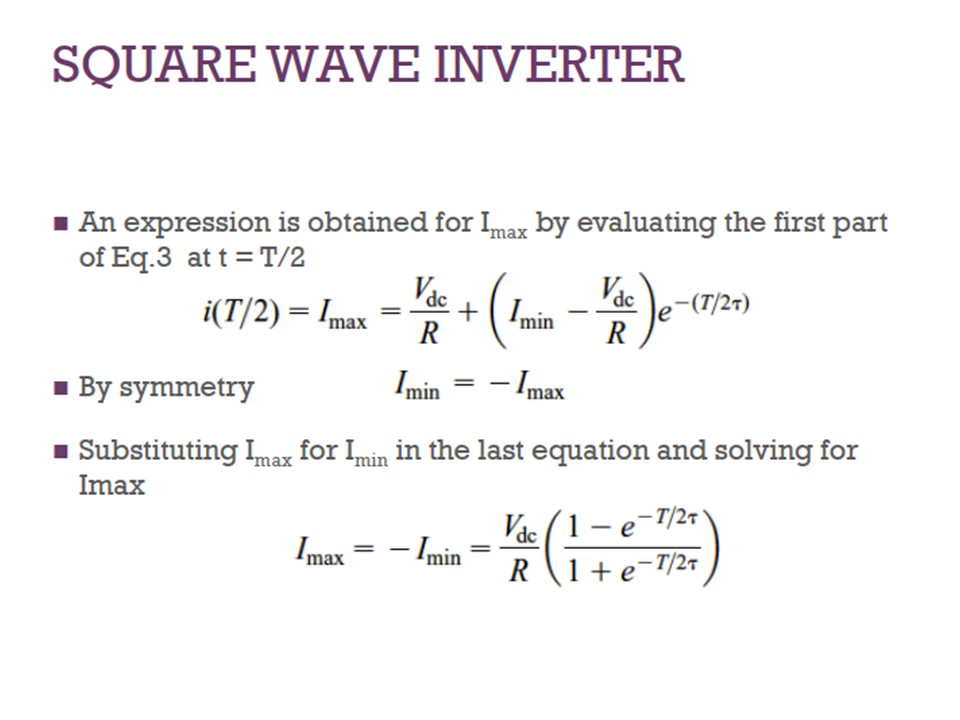 SQUARE WAVE INVERTER
■ An expression is obtained for I_max by evaluating the first part
of Eq.3 at t = T/2
i(T/2) = I_max = V_dc/R + (I_min − V_dc/R)e^−(T/2τ)
■ By symmetry I_min = −I_max
■ Substituting I_max for I_min in the last equation and solving for
Imax
I_max = −I_min = V_dc/R ((1 − e^−T/2τ)/(1 + e^−T/2τ))